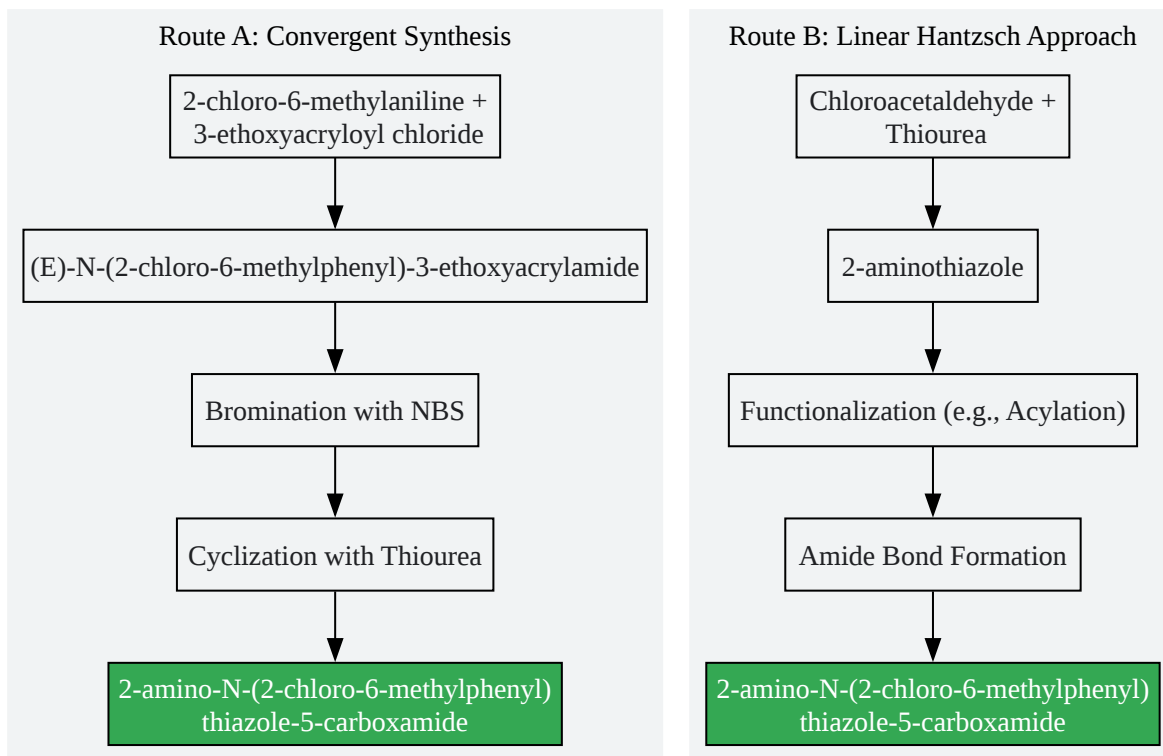 Route A: Convergent Synthesis
2-chloro-6-methylaniline +
3-ethoxyacryloyl chloride
(E)-N-(2-chloro-6-methylphenyl)-3-ethoxyacrylamide
Bromination with NBS
Cyclization with Thiourea
2-amino-N-(2-chloro-6-methylphenyl)
thiazole-5-carboxamide
Route B: Linear Hantzsch Approach
Chloroacetaldehyde +
Thiourea
2-aminothiazole
Functionalization (e.g., Acylation)
Amide Bond Formation
2-amino-N-(2-chloro-6-methylphenyl)
thiazole-5-carboxamide